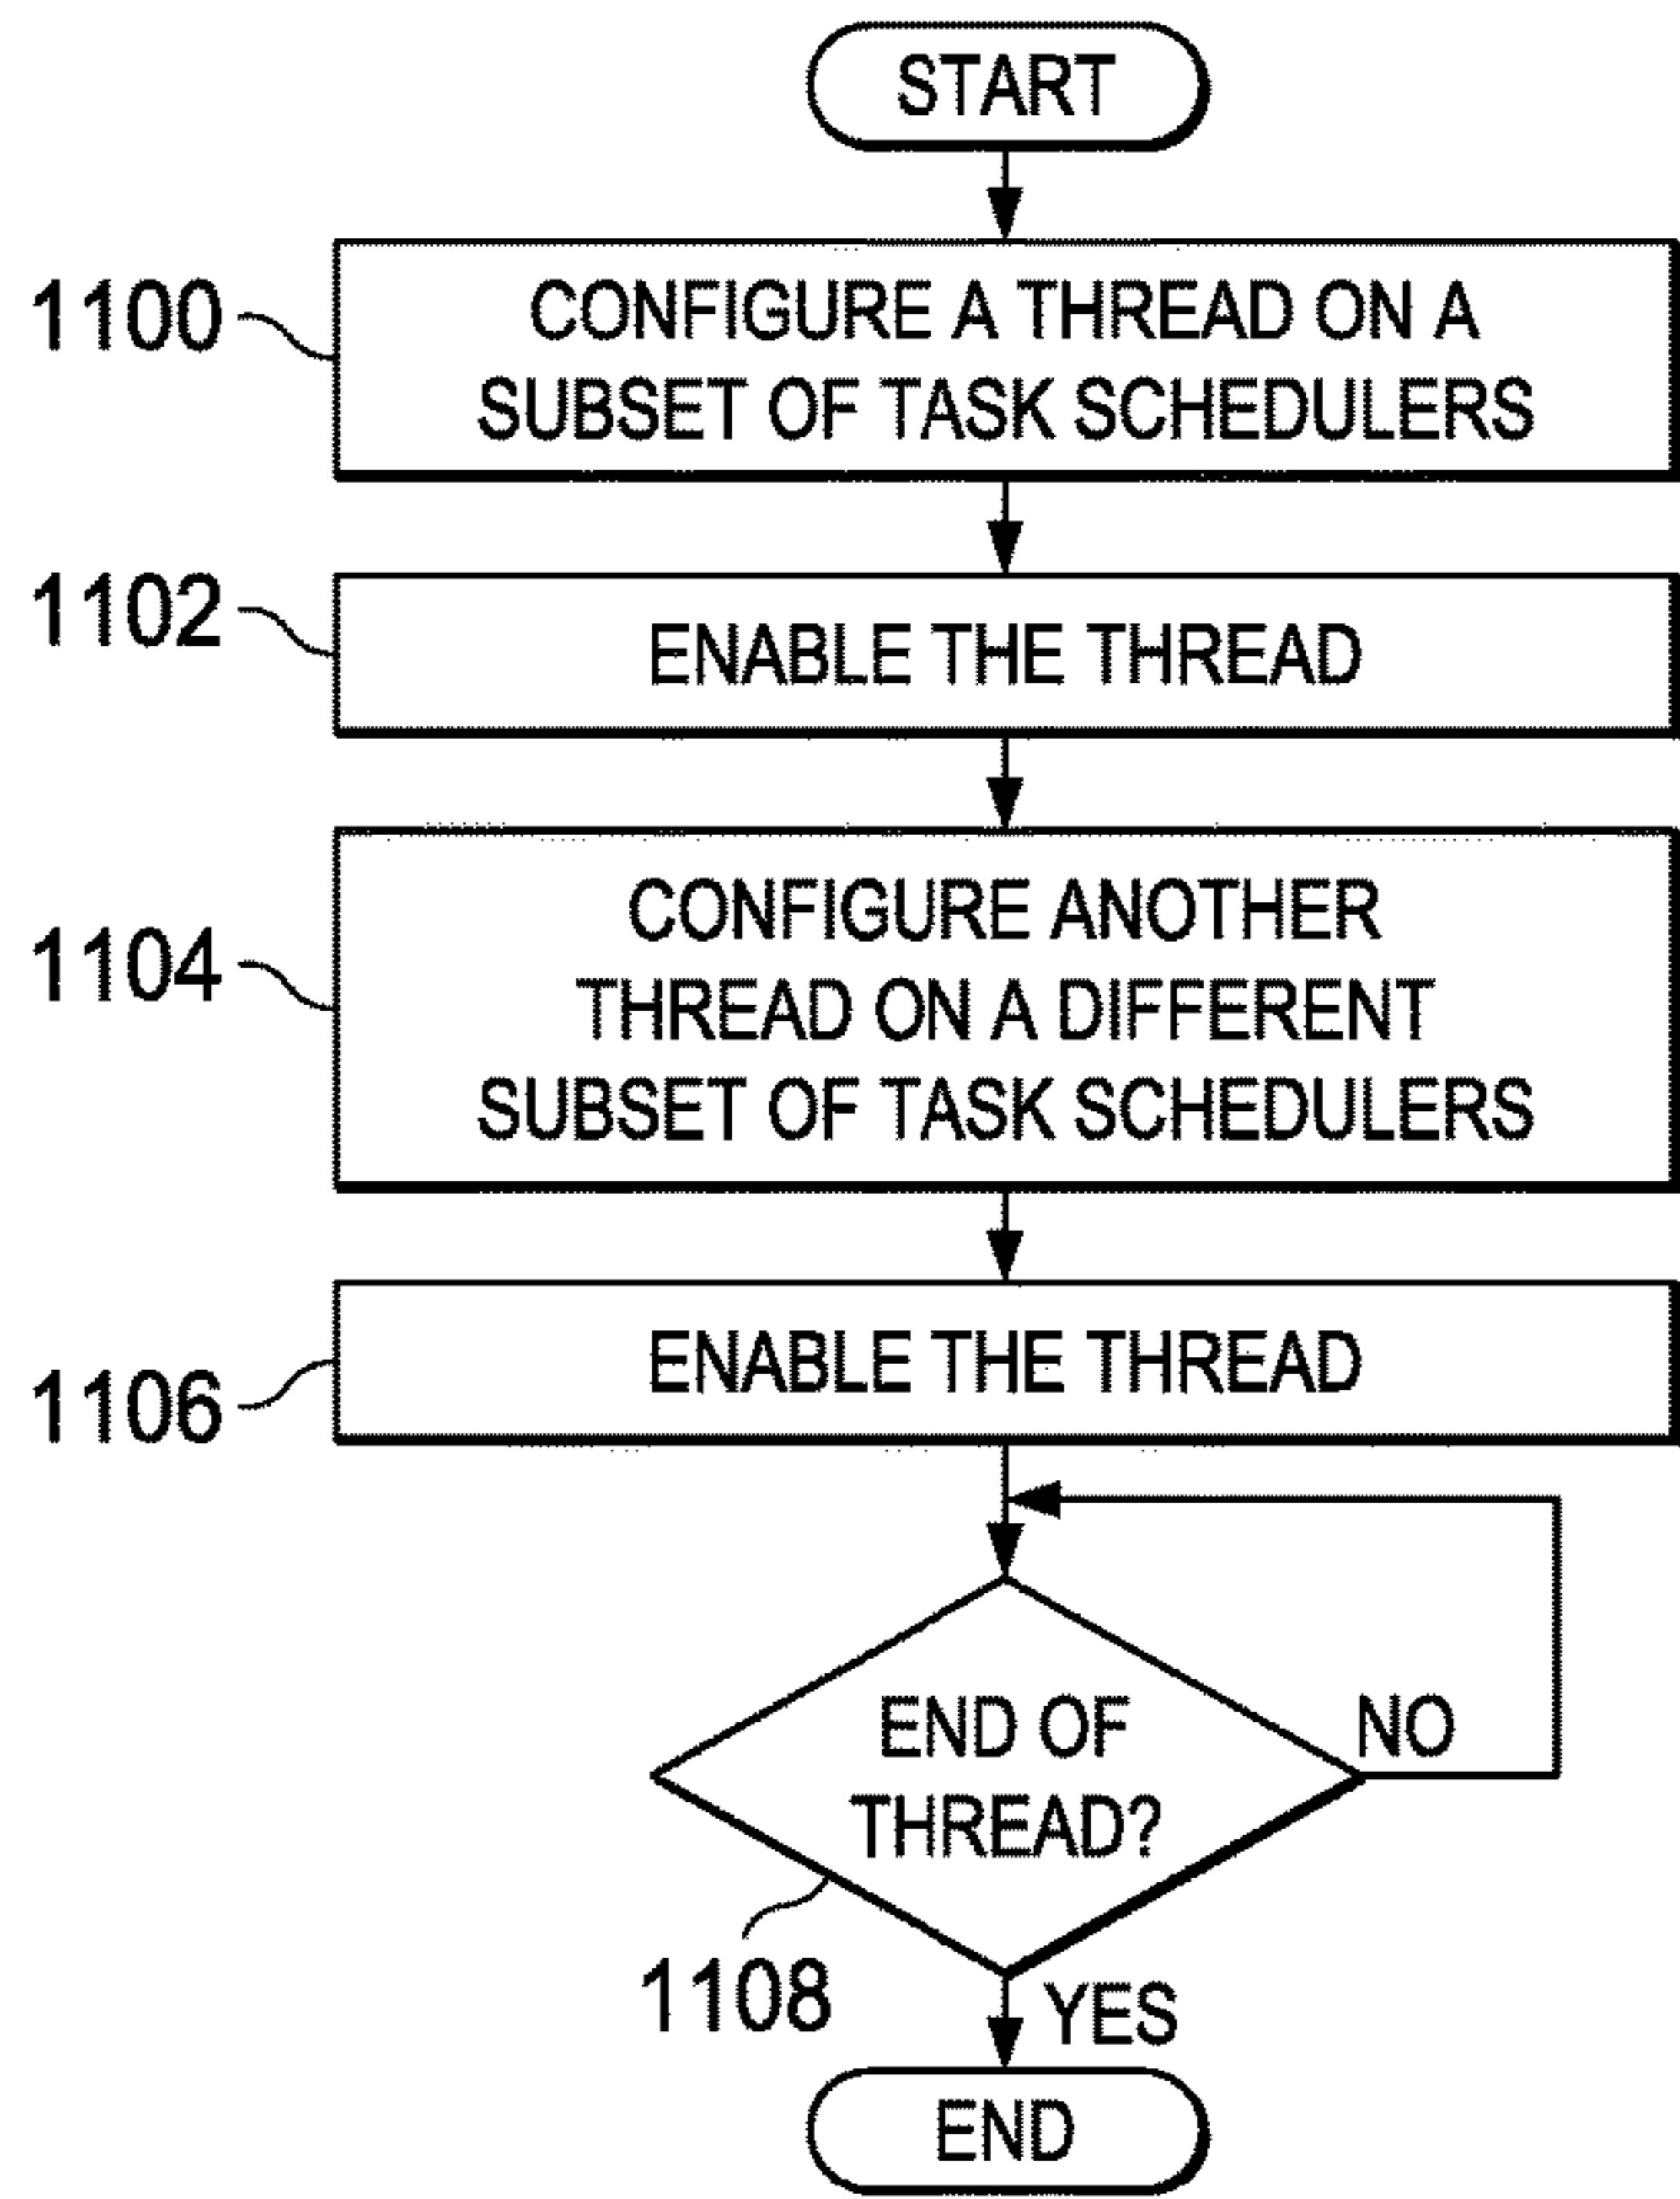 START
1100
CONFIGURE A THREAD ON A
SUBSET OF TASK SCHEDULERS
1102
ENABLE THE THREAD
1104
CONFIGURE ANOTHER
THREAD ON A DIFFERENT
SUBSET OF TASK SCHEDULERS
1106
ENABLE THE THREAD
END OF
THREAD?
NO
1108
YES
END